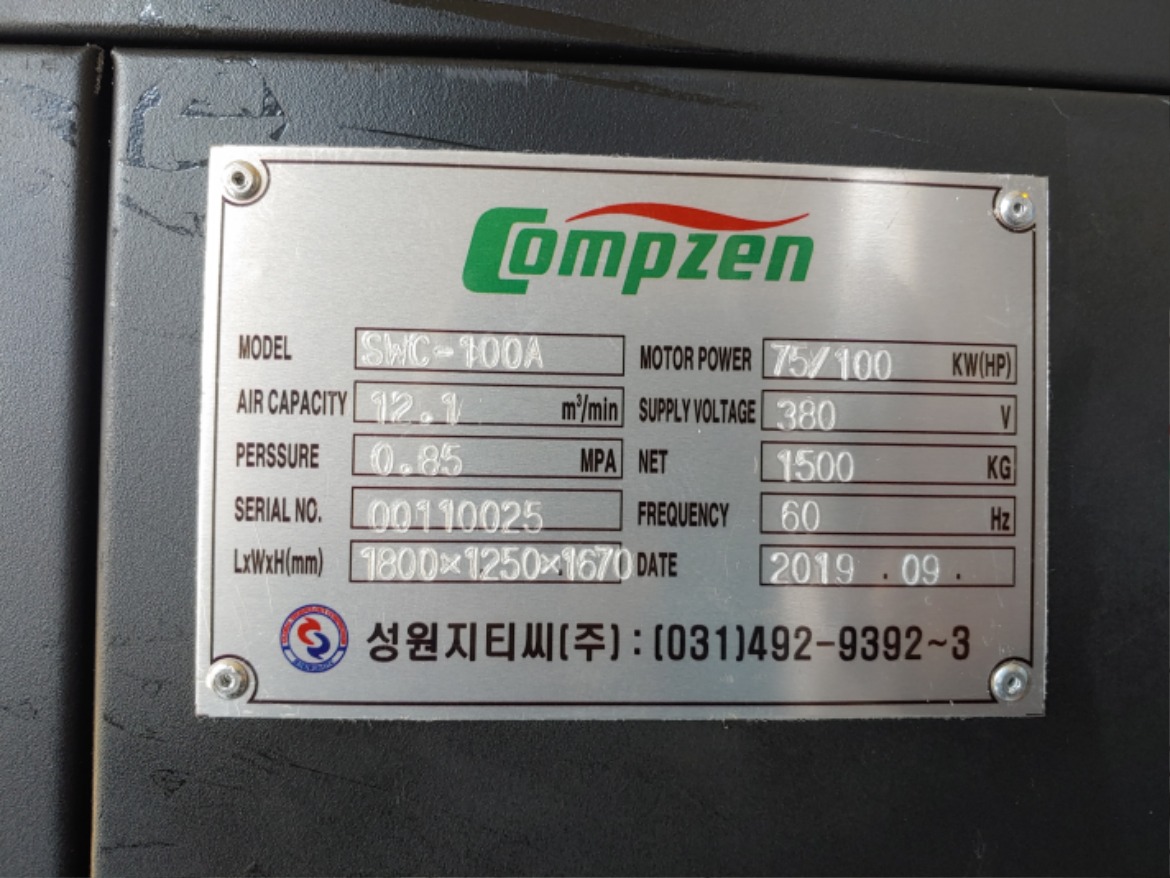 Compzen
MODEL SWC-100A MOTOR POWER 75/100 KW(HP)
AIR CAPACITY 12.1 m³/min SUPPLY VOLTAGE 380 V
PERSSURE 0.85 MPA NET 1500 KG
SERIAL NO. 00110025 FREQUENCY 60 Hz
LxWxH(mm) 1800×1250×1670 DATE 2019 . 09 .
성원지티씨(주) : (031)492-9392~3